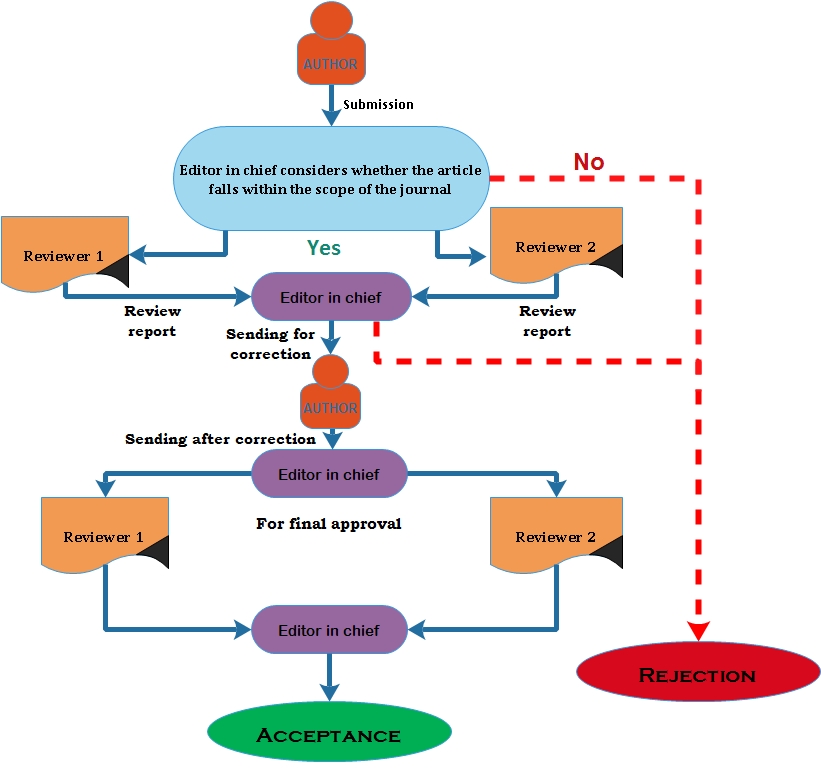 AUTHOR
Submission
Editor in chief considers whether the article
falls within the scope of the journal
No
Reviewer 1
Yes
Reviewer 2
Editor in chief
Review
report
Review
report
Sending for
correction
AUTHOR
Sending after correction
Editor in chief
Reviewer 1
For final approval
Reviewer 2
Editor in chief
REJECTION
ACCEPTANCE